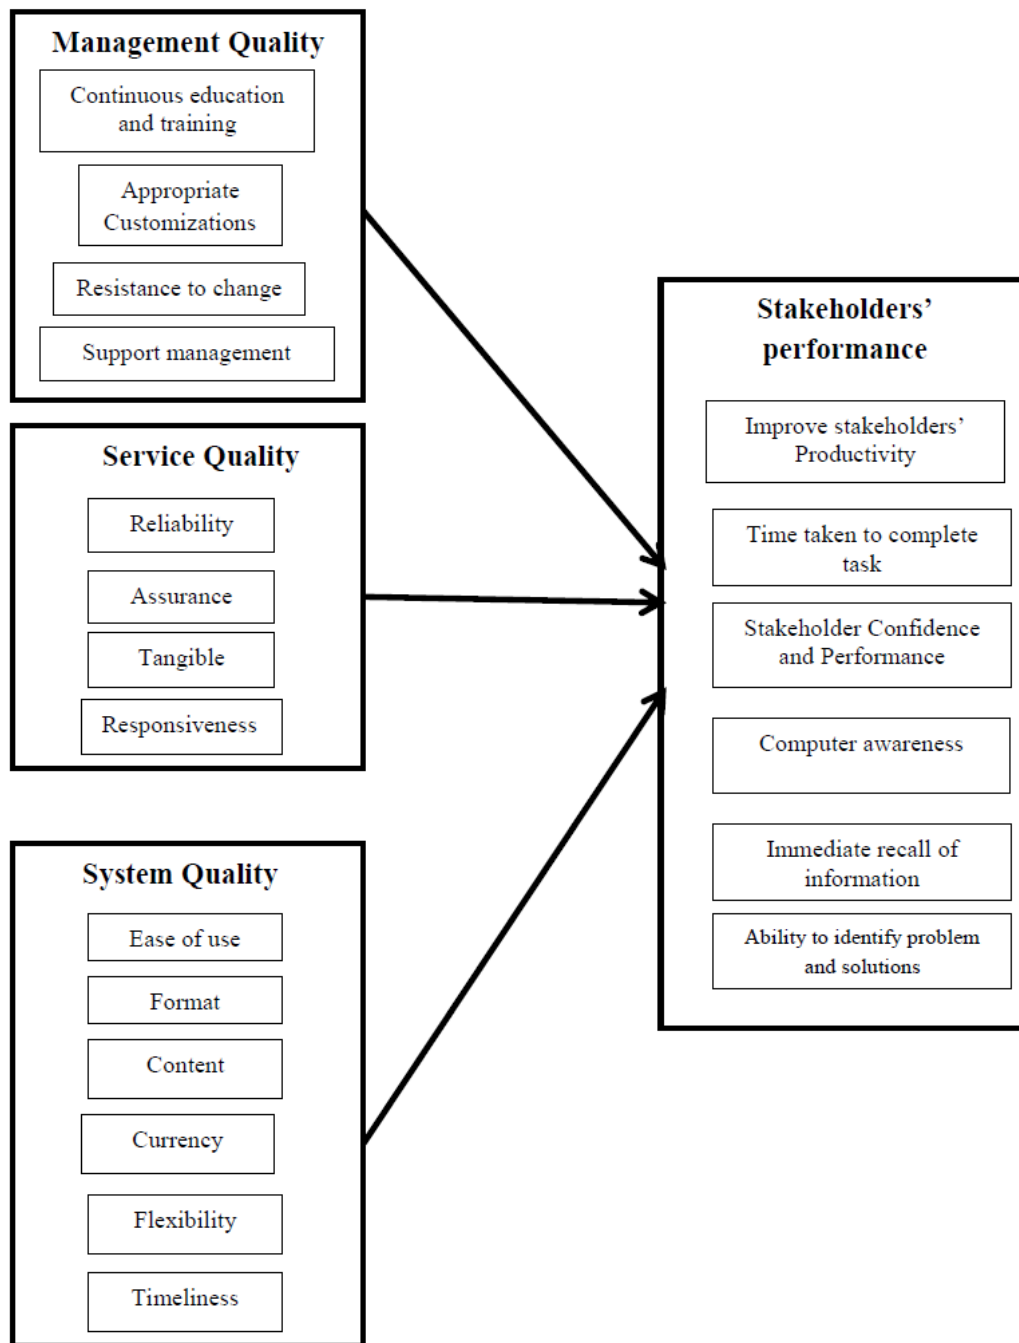 Management Quality
Continuous education
and training
Appropriate
Customizations
Resistance to change
Support management
Service Quality
Reliability
Assurance
Tangible
Responsiveness
System Quality
Ease of use
Format
Content
Currency
Flexibility
Timeliness
Stakeholders’
performance
Improve stakeholders’
Productivity
Time taken to complete
task
Stakeholder Confidence
and Performance
Computer awareness
Immediate recall of
information
Ability to identify problem
and solutions